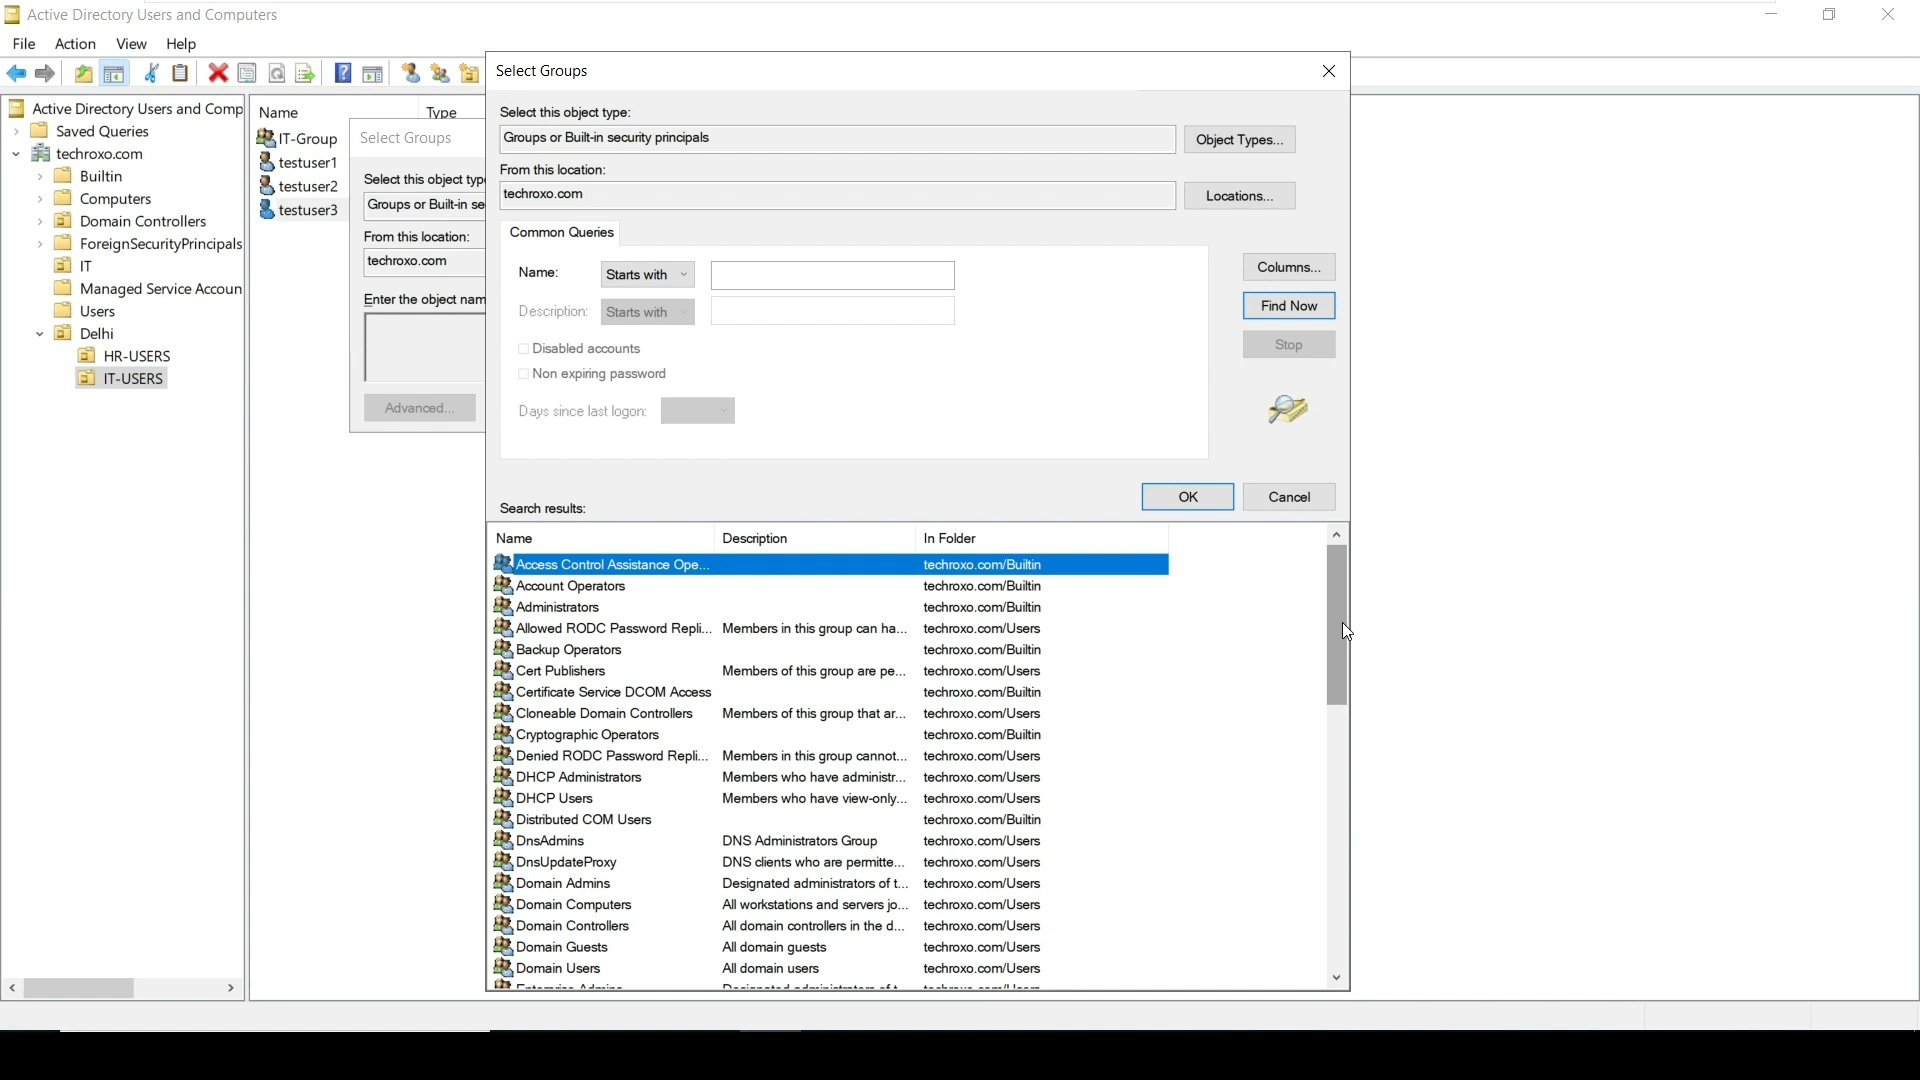 Active Directory Users and Computers
File Action View Help
Active Directory Users and Comp
Saved Queries
techroxo.com
Builtin
Computers
Domain Controllers
ForeignSecurityPrincipals
IT
Managed Service Accoun
Users
Delhi
HR-USERS
IT-USERS
Name Type
IT-Group
testuser1
testuser2
testuser3
Select Groups
Select this object type
Groups or Built-in se
From this location:
techroxo.com
Enter the object nam
Advanced...
Select Groups
Select this object type:
Groups or Built-in security principals Object Types...
From this location:
techroxo.com Locations...
Common Queries
Name: Starts with
Description: Starts with
Disabled accounts
Non expiring password
Days since last logon:
Columns...
Find Now
Stop
OK Cancel
Search results:
Name Description In Folder
Access Control Assistance Ope... techroxo.com/Builtin
Account Operators techroxo.com/Builtin
Administrators techroxo.com/Builtin
Allowed RODC Password Repli... Members in this group can ha... techroxo.com/Users
Backup Operators techroxo.com/Builtin
Cert Publishers Members of this group are pe... techroxo.com/Users
Certificate Service DCOM Access techroxo.com/Builtin
Cloneable Domain Controllers Members of this group that ar... techroxo.com/Users
Cryptographic Operators techroxo.com/Builtin
Denied RODC Password Repli... Members in this group cannot... techroxo.com/Users
DHCP Administrators Members who have administr... techroxo.com/Users
DHCP Users Members who have view-only... techroxo.com/Users
Distributed COM Users techroxo.com/Builtin
DnsAdmins DNS Administrators Group techroxo.com/Users
DnsUpdateProxy DNS clients who are permitte... techroxo.com/Users
Domain Admins Designated administrators of t... techroxo.com/Users
Domain Computers All workstations and servers jo... techroxo.com/Users
Domain Controllers All domain controllers in the d... techroxo.com/Users
Domain Guests All domain guests techroxo.com/Users
Domain Users All domain users techroxo.com/Users